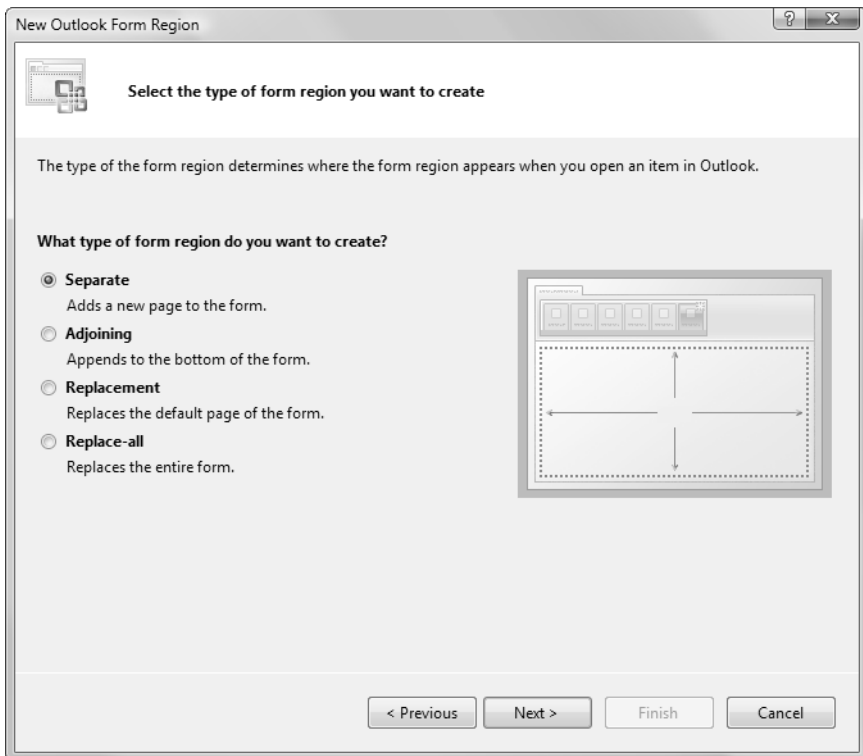 New Outlook Form Region
Select the type of form region you want to create
The type of the form region determines where the form region appears when you open an item in Outlook.
What type of form region do you want to create?
Separate
Adds a new page to the form.
Adjoining
Appends to the bottom of the form.
Replacement
Replaces the default page of the form.
Replace-all
Replaces the entire form.
< Previous
Next >
Finish
Cancel